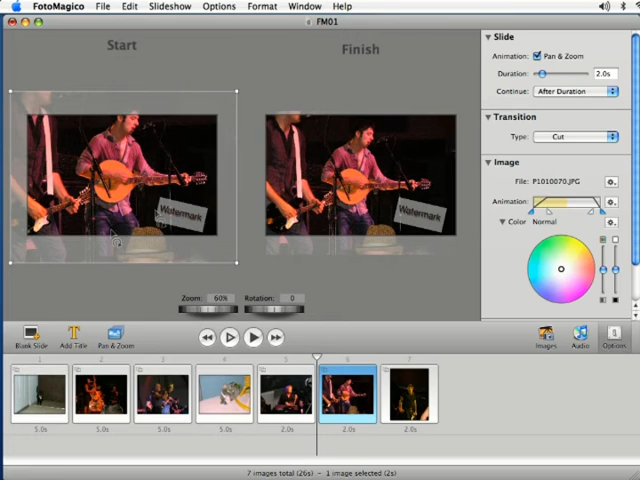 FotoMagico File Edit Slideshow Options Format Window Help
FM01
Start
Finish
Watermark
Watermark
Zoom: 60% Rotation: 0
Slide
Animation: Pan & Zoom
Duration: 2.0s
Continue: After Duration
Transition
Type: Cut
Image
File: P1010070.JPG
Animation:
Color Normal
Blank Slide Add Title Pan & Zoom Images Audio Options
1 2 3 4 5 6 7
5.0s 5.0s 5.0s 5.0s 2.0s 2.0s 2.0s
7 images total (26s) – 1 image selected (2s)